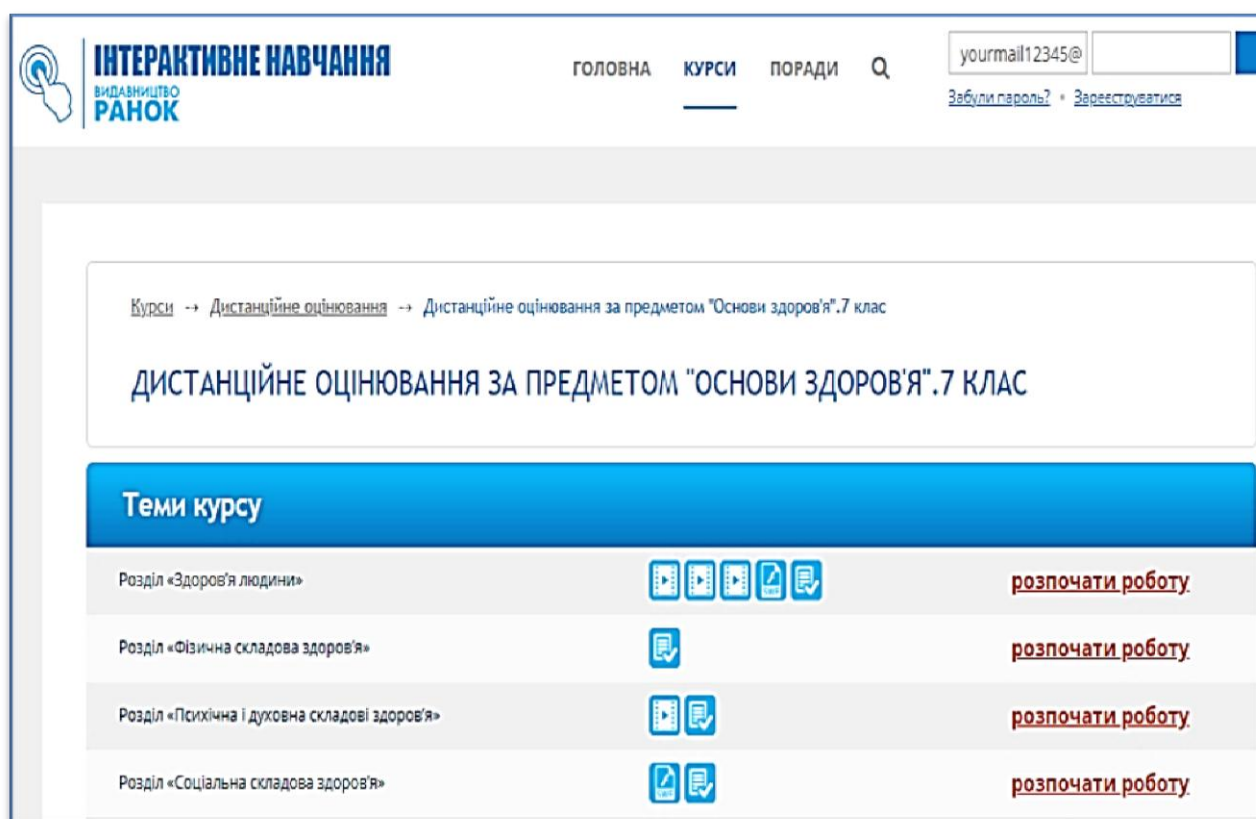 ІНТЕРАКТИВНЕ НАВЧАННЯ
ВИДАВНИЦТВО
РАНОК
ГОЛОВНА КУРСИ ПОРАДИ
yourmail12345@
Забули пароль? • Зареєструватися
Курси → Дистанційне оцінювання → Дистанційне оцінювання за предметом "Основи здоров'я".7 клас
ДИСТАНЦІЙНЕ ОЦІНЮВАННЯ ЗА ПРЕДМЕТОМ "ОСНОВИ ЗДОРОВ'Я".7 КЛАС
Теми курсу
Розділ «Здоров'я людини» SWF розпочати роботу
Розділ «Фізична складова здоров'я» розпочати роботу
Розділ «Психічна і духовна складові здоров'я» розпочати роботу
Розділ «Соціальна складова здоров'я» SWF розпочати роботу